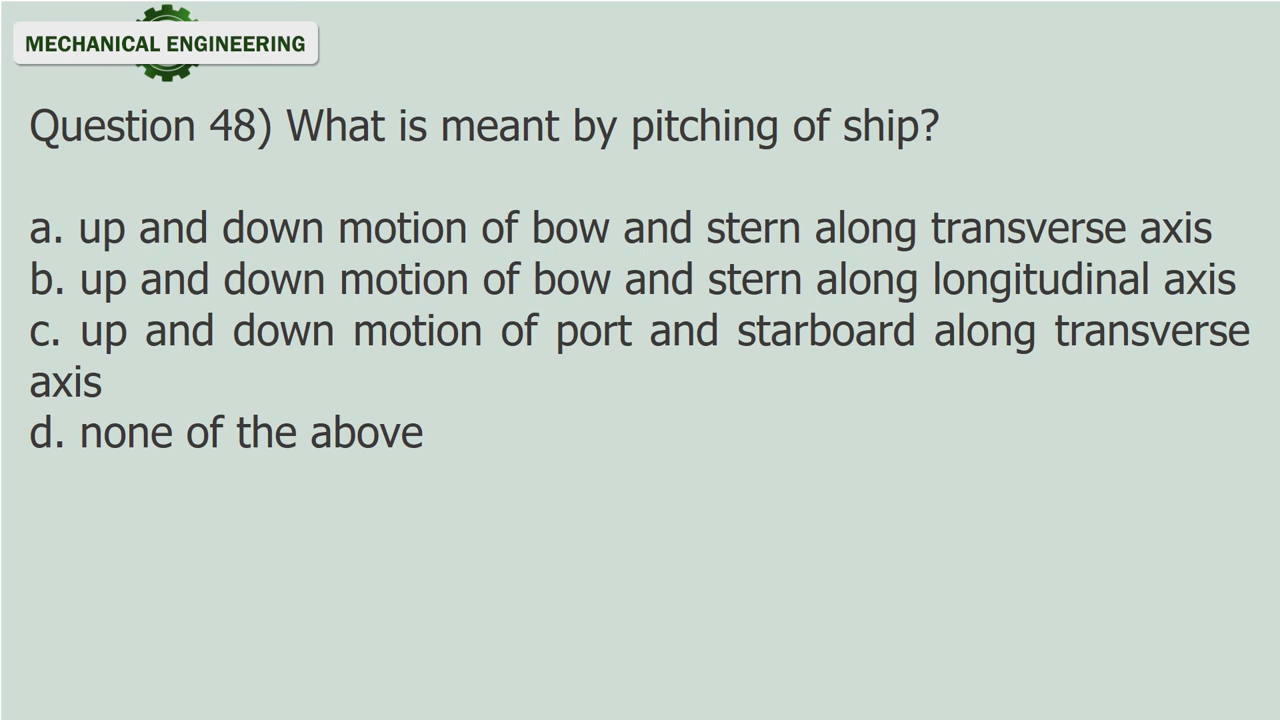 MECHANICAL ENGINEERING
Question 48) What is meant by pitching of ship?
a. up and down motion of bow and stern along transverse axis
b. up and down motion of bow and stern along longitudinal axis
c. up and down motion of port and starboard along transverse
axis
d. none of the above